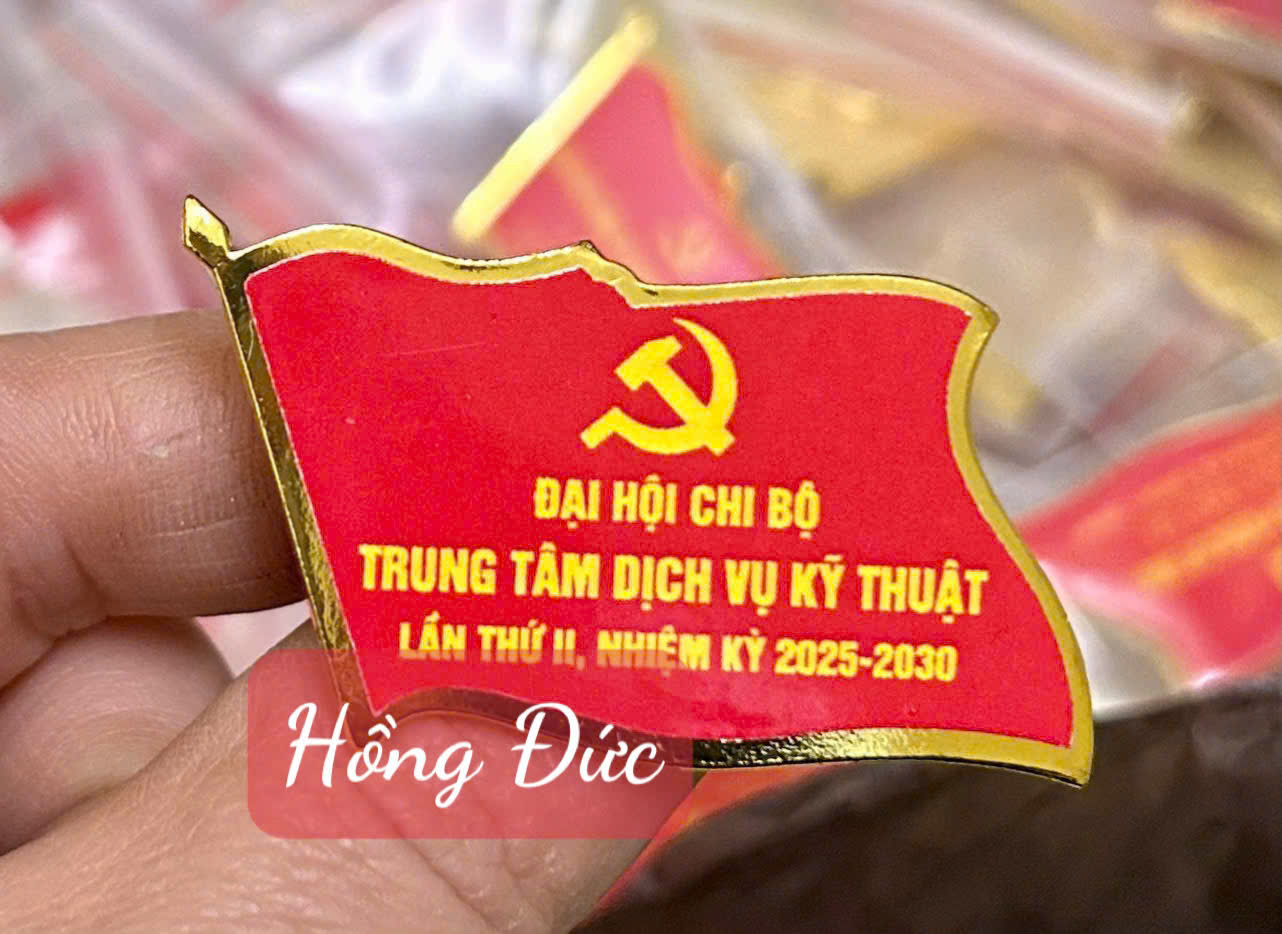 ĐẠI HỘI CHI BỘ
TRUNG TÂM DỊCH VỤ KỸ THUẬT
LẦN THỨ II, NHIỆM KỲ 2025-2030
Hồng Đức